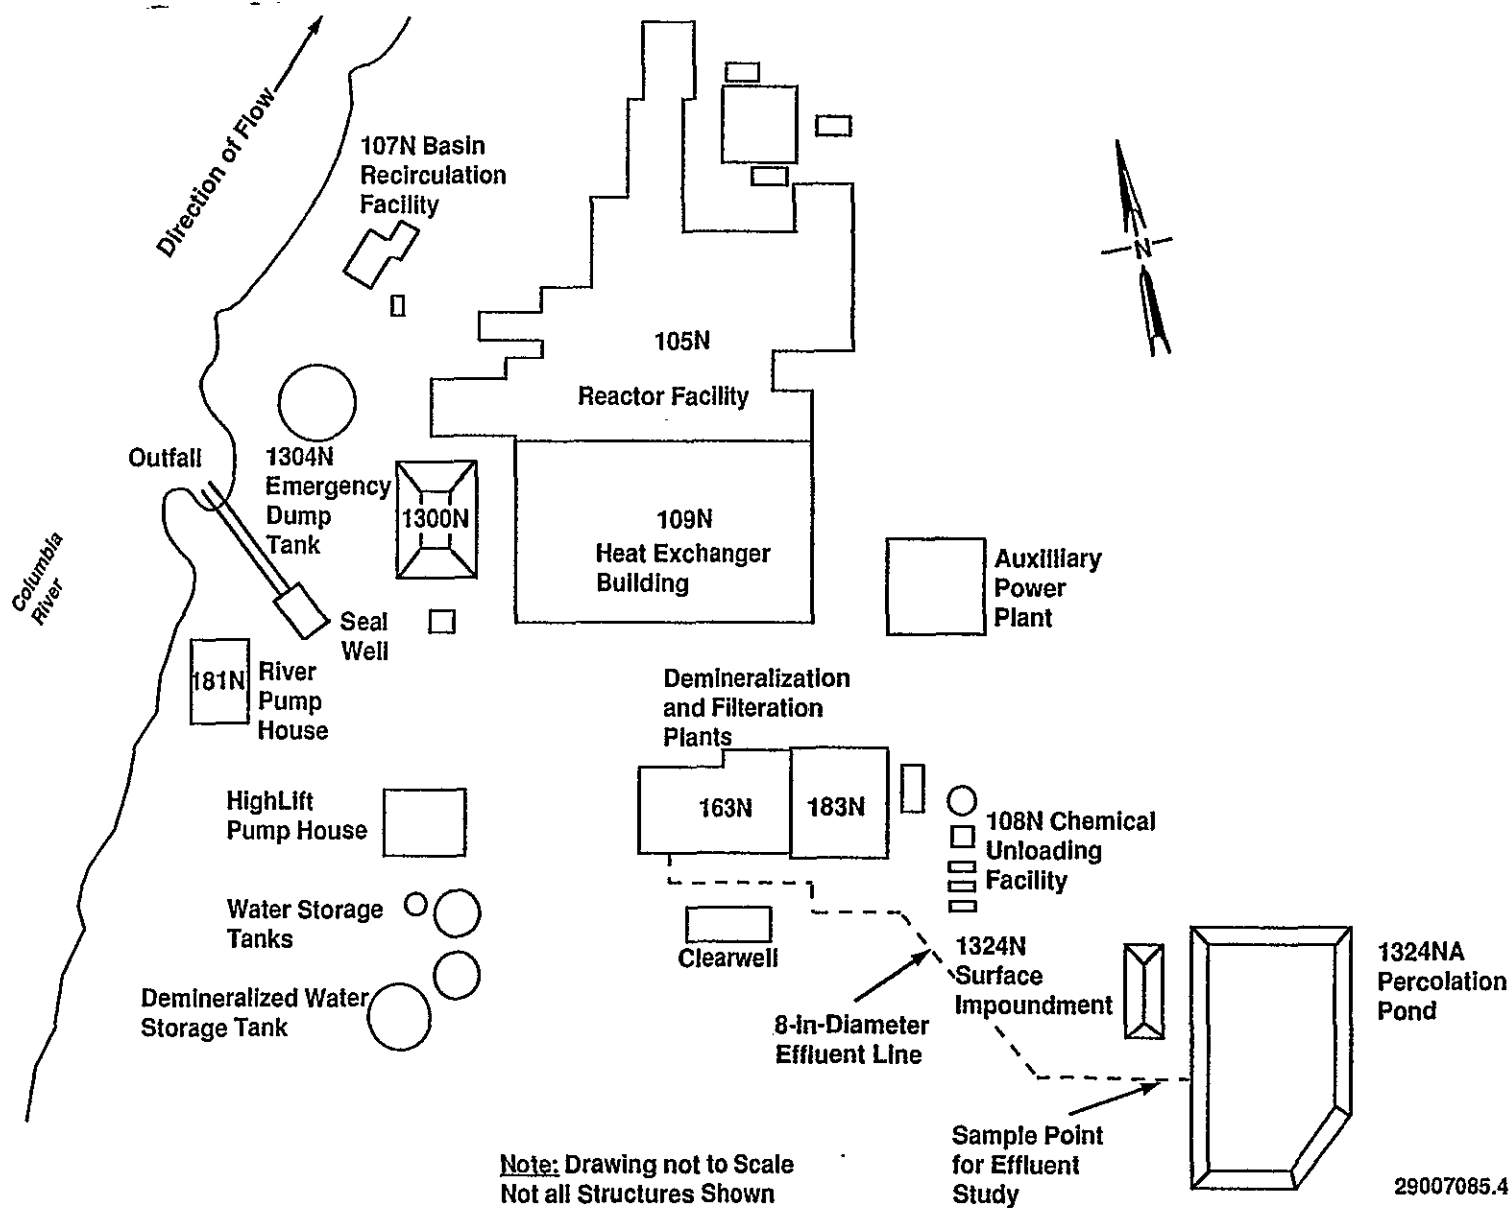 Direction of Flow
107N Basin
Recirculation
Facility
N
105N
Reactor Facility
Outfall
1304N
Emergency
Dump
Tank
1300N
109N
Heat Exchanger
Building
Auxilliary
Power
Plant
Columbia
River
Seal
Well
181N
River
Pump
House
Demineralization
and Filteration
Plants
163N
183N
HighLift
Pump House
108N Chemical
Unloading
Facility
Water Storage
Tanks
Clearwell
1324N
Surface
Impoundment
1324NA
Percolation
Pond
Demineralized Water
Storage Tank
8-in-Diameter
Effluent Line
Sample Point
for Effluent
Study
Note: Drawing not to Scale
Not all Structures Shown
29007085.4